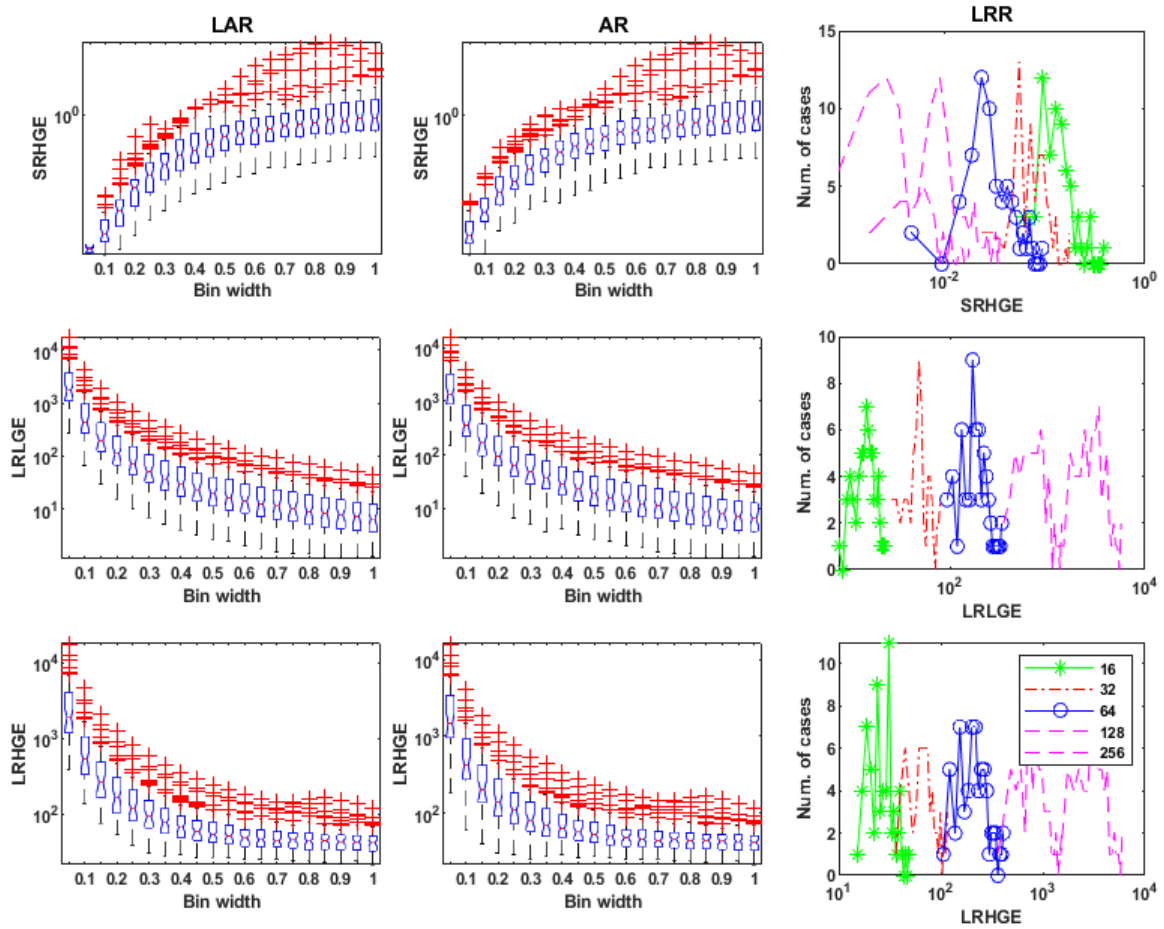 LAR
AR
LRR
SRHGE
10^0
0.1 0.2 0.3 0.4 0.5 0.6 0.7 0.8 0.9 1
Bin width
SRHGE
10^0
0.1 0.2 0.3 0.4 0.5 0.6 0.7 0.8 0.9 1
Bin width
Num. of cases
15
10
5
0
10^-2 10^0
SRHGE
LRLGE
10^4
10^3
10^2
10^1
0.1 0.2 0.3 0.4 0.5 0.6 0.7 0.8 0.9 1
Bin width
LRLGE
10^4
10^3
10^2
10^1
0.1 0.2 0.3 0.4 0.5 0.6 0.7 0.8 0.9 1
Bin width
Num. of cases
10
8
6
4
2
0
10^2 10^4
LRLGE
LRHGE
10^4
10^3
10^2
0.1 0.2 0.3 0.4 0.5 0.6 0.7 0.8 0.9 1
Bin width
LRHGE
10^4
10^3
10^2
0.1 0.2 0.3 0.4 0.5 0.6 0.7 0.8 0.9 1
Bin width
Num. of cases
10
8
6
4
2
0
10^1 10^2 10^3 10^4
LRHGE
16
32
64
128
256